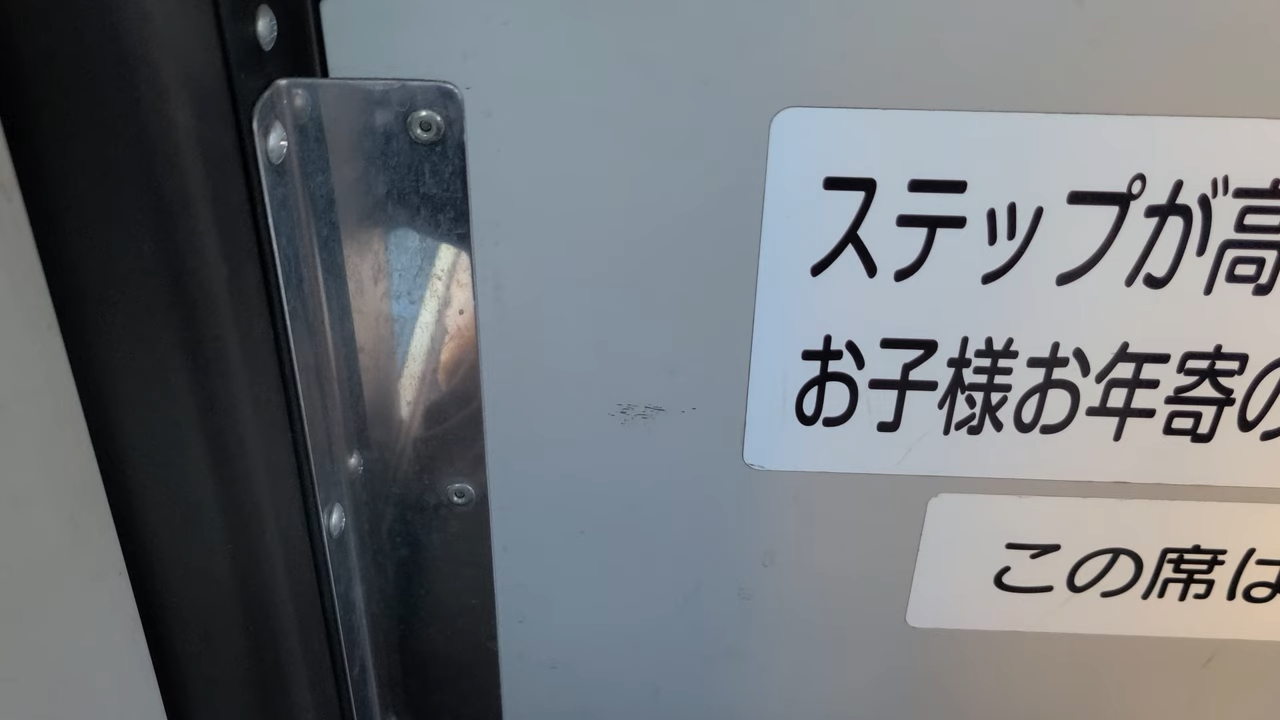 ステップが高
お子様お年寄の
この席は